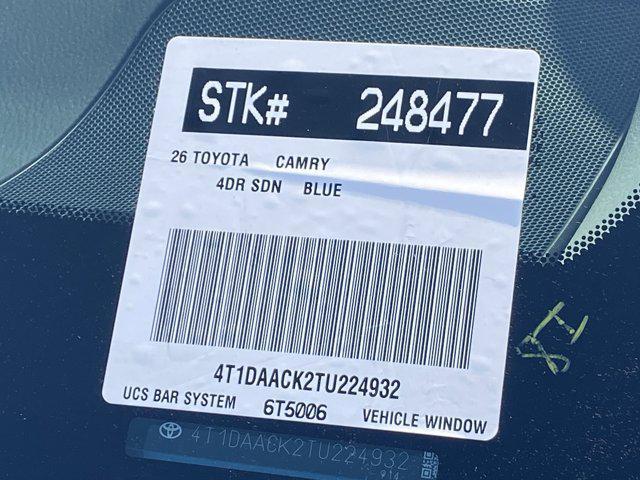 STK# 248477
26 TOYOTA CAMRY
4DR SDN BLUE
4T1DAACK2TU224932
UCS BAR SYSTEM 6T5006 VEHICLE WINDOW
4T1DAACK2TU224932